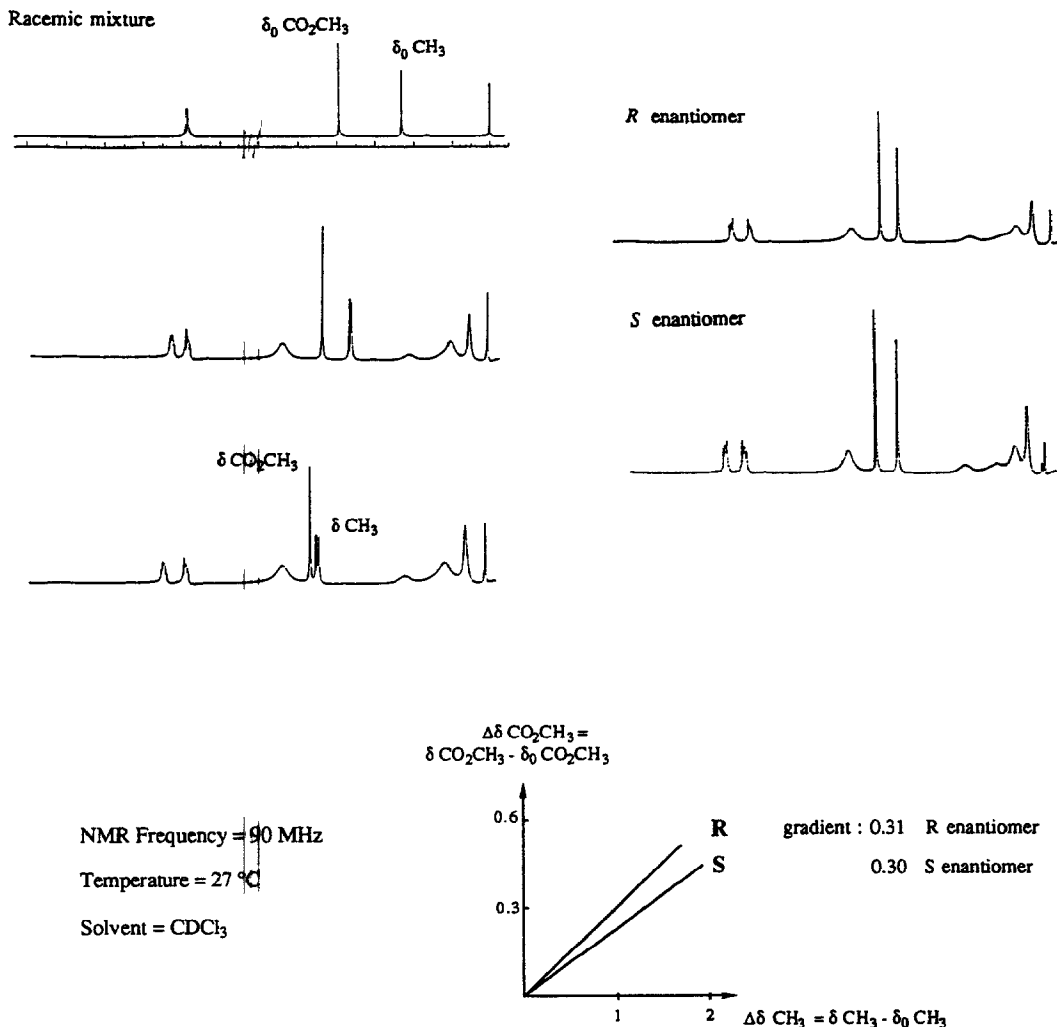 Racemic mixture
δ₀ CO₂CH₃
δ₀ CH₃
R enantiomer
S enantiomer
δ CO₂CH₃
δ CH₃
Δδ CO₂CH₃ =
δ CO₂CH₃ - δ₀ CO₂CH₃
0.6
0.3
R
S
gradient : 0.31 R enantiomer
0.30 S enantiomer
1
2
Δδ CH₃ = δ CH₃ - δ₀ CH₃
NMR Frequency = 90 MHz
Temperature = 27 °C
Solvent = CDCl₃